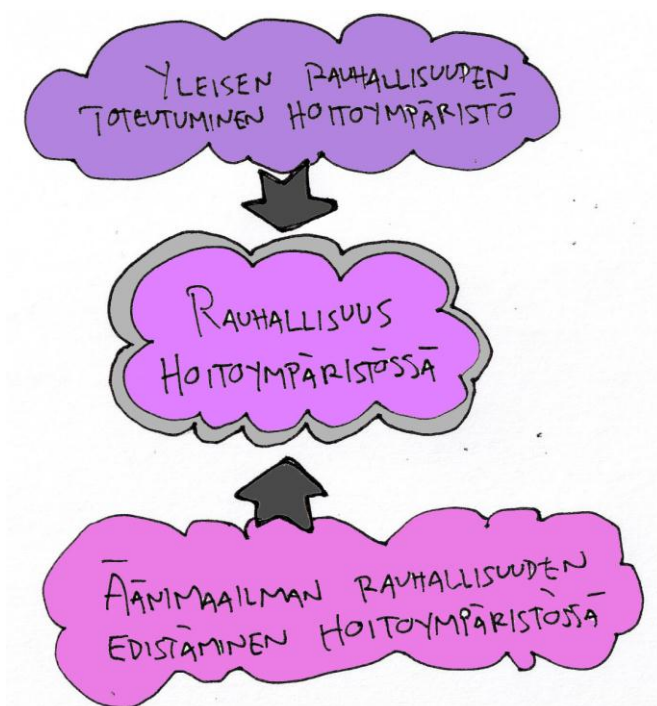 YLEISEN RAUHALLISUUDEN
TOTEUTUMINEN HOITOYMPÄRISTÖ
RAUHALLISUUS
HOITOYMPÄRISTÖSSÄ
ÄÄNIMAAILMAN RAUHALLISUUDEN
EDISTÄMINEN HOITOYMPÄRISTÖSSÄ